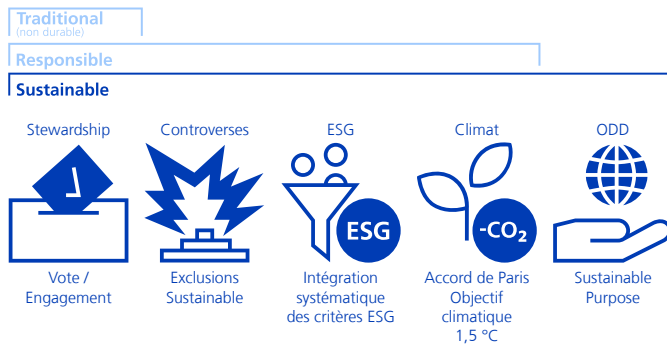 Traditional
(non durable)
Responsible
Sustainable
Stewardship
Controverses
ESG
Climat
ODD
ESG
-CO₂
Vote /
Engagement
Exclusions
Sustainable
Intégration
systématique
des critères ESG
Accord de Paris
Objectif
climatique
1,5 °C
Sustainable
Purpose